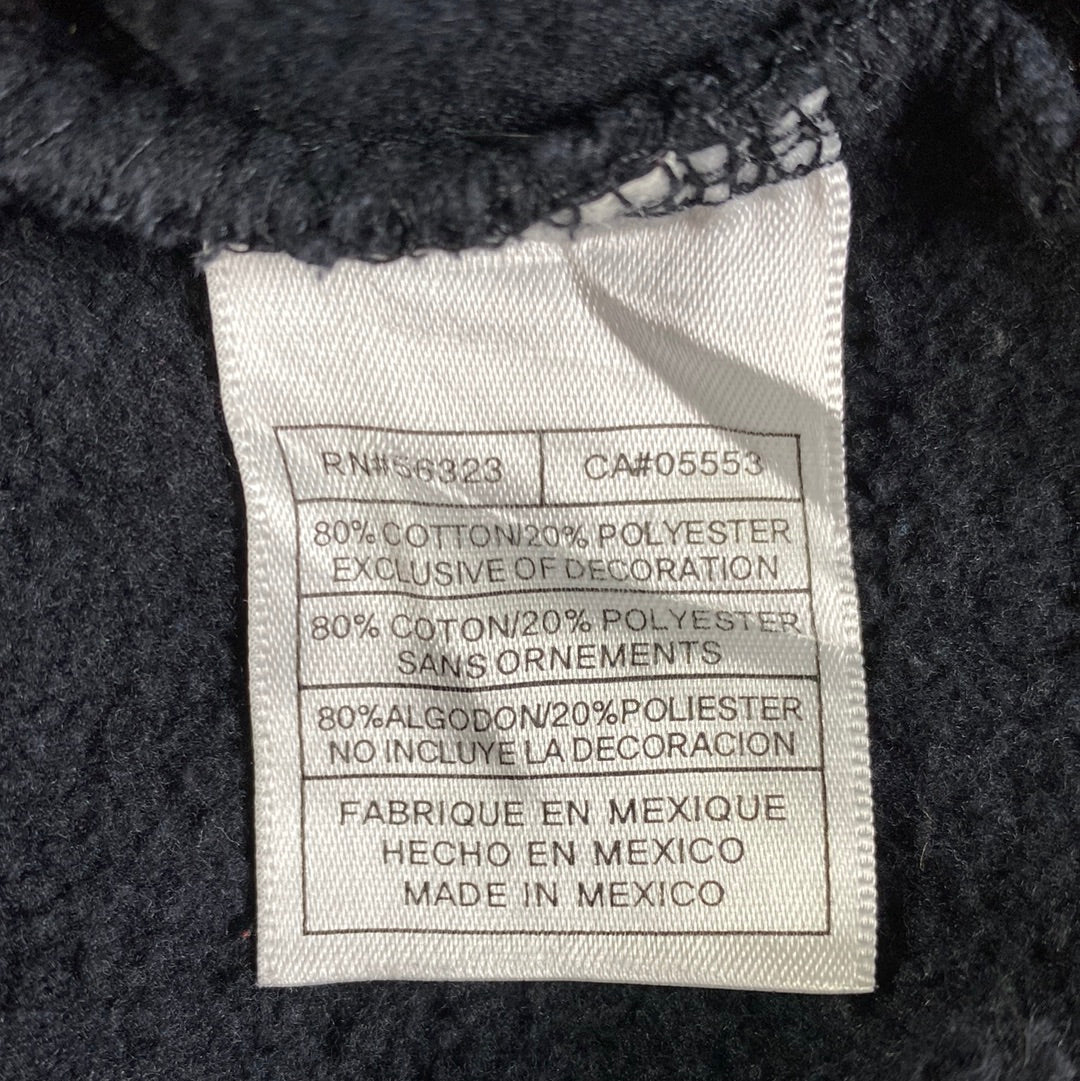 RN#56323 CA#05553
80% COTTON/20% POLYESTER
EXCLUSIVE OF DECORATION
80% COTON/20% POLYESTER
SANS ORNEMENTS
80%ALGODON/20%POLIESTER
NO INCLUYE LA DECORACION
FABRIQUE EN MEXIQUE
HECHO EN MEXICO
MADE IN MEXICO